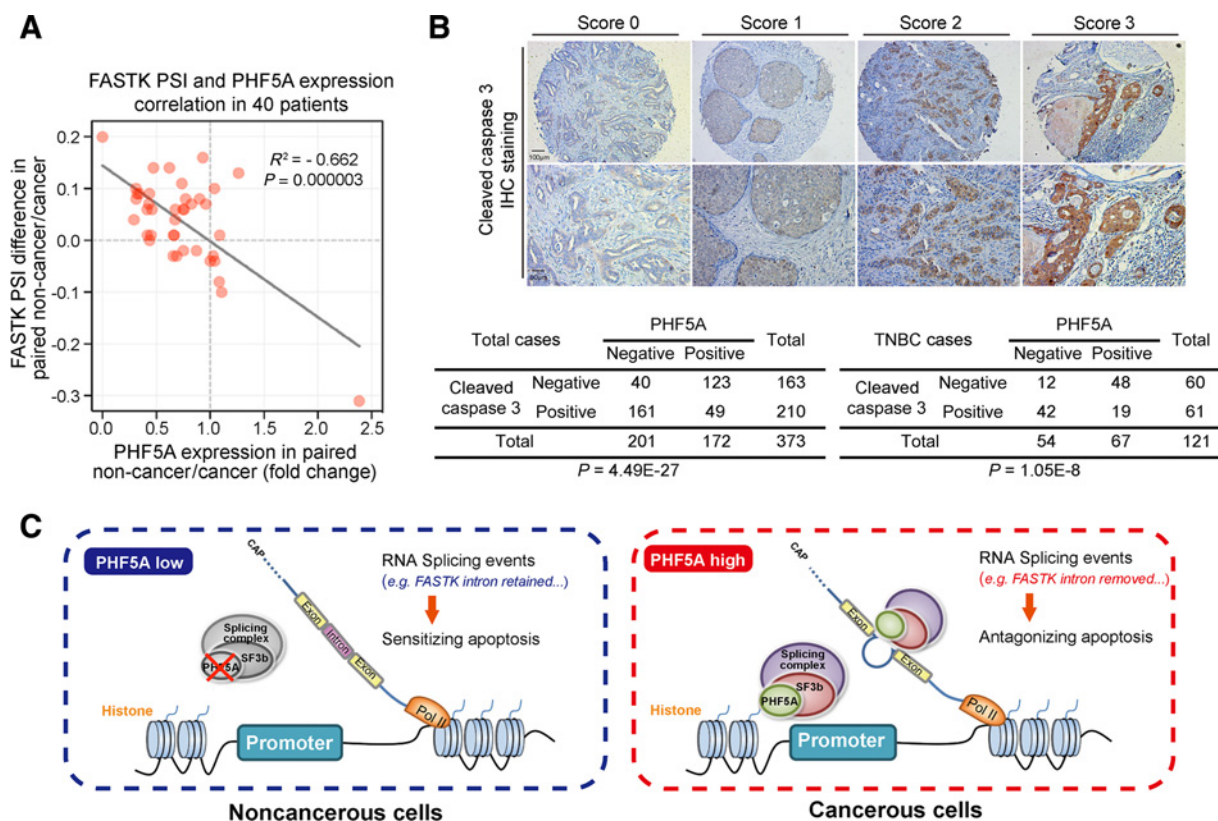 A
FASTK PSI and PHF5A expression
correlation in 40 patients
R² = - 0.662
P = 0.000003
FASTK PSI difference in
paired non-cancer/cancer
0.2
0.1
0.0
-0.1
-0.2
-0.3
0.0 0.5 1.0 1.5 2.0 2.5
PHF5A expression in paired
non-cancer/cancer (fold change)
B
Score 0 Score 1 Score 2 Score 3
Cleaved caspase 3
IHC staining
100µm
Total cases PHF5A Total
Negative Positive
Cleaved caspase 3 Negative 40 123 163
Positive 161 49 210
Total 201 172 373
P = 4.49E-27
TNBC cases PHF5A Total
Negative Positive
Cleaved caspase 3 Negative 12 48 60
Positive 42 19 61
Total 54 67 121
P = 1.05E-8
C
PHF5A low
CAP
RNA Splicing events
(e.g. FASTK intron retained...)
Sensitizing apoptosis
Exon
Intron
Exon
Splicing
complex
SF3b
PHF5A
Histone
Promoter
Pol II
Noncancerous cells
PHF5A high
CAP
RNA Splicing events
(e.g. FASTK intron removed...)
Antagonizing apoptosis
Exon
Exon
Splicing
complex
SF3b
PHF5A
Histone
Promoter
Pol II
Cancerous cells